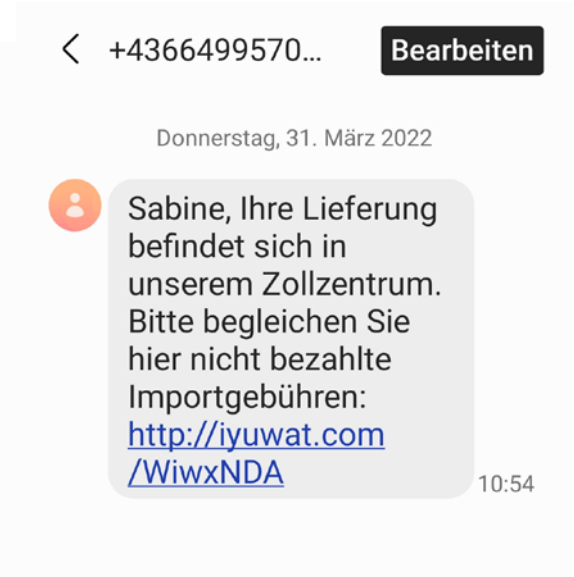 +4366499570...
Bearbeiten
Donnerstag, 31. März 2022
Sabine, Ihre Lieferung
befindet sich in
unserem Zollzentrum.
Bitte begleichen Sie
hier nicht bezahlte
Importgebühren:
http://iyuwat.com
/WiwxNDA
10:54